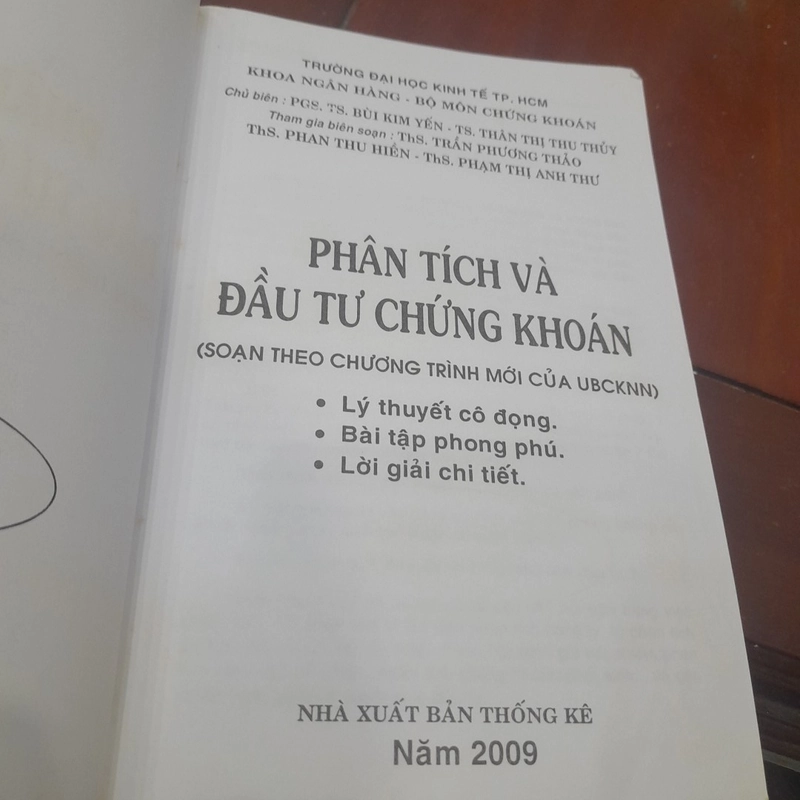 TRƯỜNG ĐẠI HỌC KINH TẾ TP. HCM
KHOA NGÂN HÀNG - BỘ MÔN CHỨNG KHOÁN
Chủ biên : PGS. TS. BÙI KIM YẾN - TS. THÂN THỊ THU THỦY
Tham gia biên soạn : ThS. TRẦN PHƯƠNG THẢO
ThS. PHAN THU HIỀN - ThS. PHẠM THỊ ANH THƯ
PHÂN TÍCH VÀ
ĐẦU TƯ CHỨNG KHOÁN
(SOẠN THEO CHƯƠNG TRÌNH MỚI CỦA UBCKNN)
• Lý thuyết cô đọng.
• Bài tập phong phú.
• Lời giải chi tiết.
NHÀ XUẤT BẢN THỐNG KÊ
Năm 2009